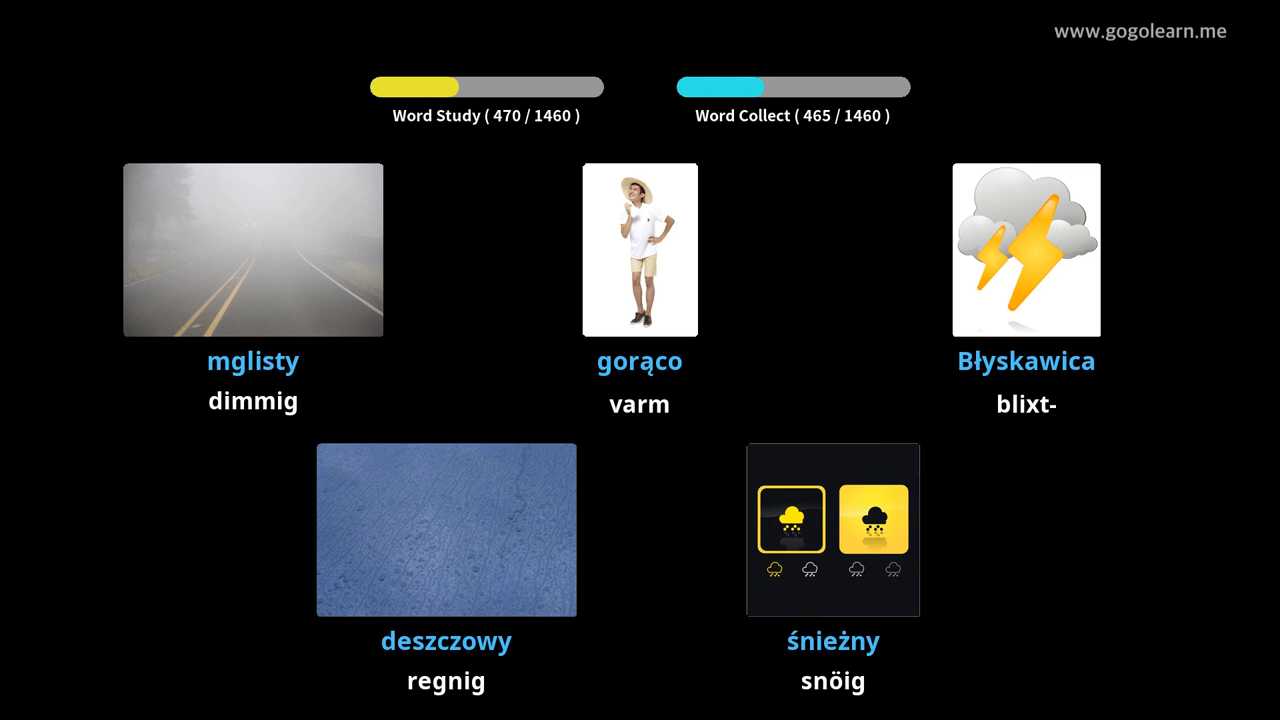 www.gogolearn.me
Word Study ( 470 / 1460 )
Word Collect ( 465 / 1460 )
mglisty
dimmig
gorąco
varm
Błyskawica
blixt-
deszczowy
regnig
śnieżny
snöig